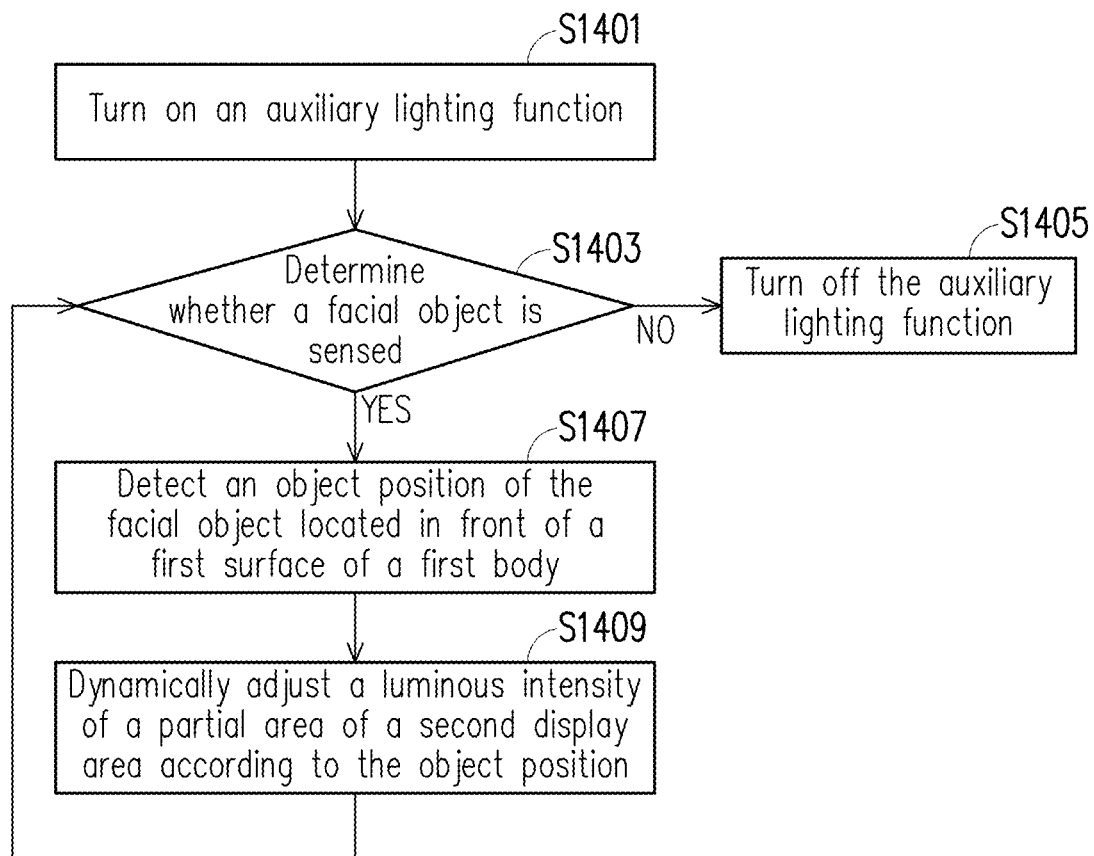 S1401
Turn on an auxiliary lighting function
S1403
Determine
whether a facial object is
sensed
NO
S1405
Turn off the auxiliary
lighting function
YES
S1407
Detect an object position of the
facial object located in front of a
first surface of a first body
S1409
Dynamically adjust a luminous intensity
of a partial area of a second display
area according to the object position